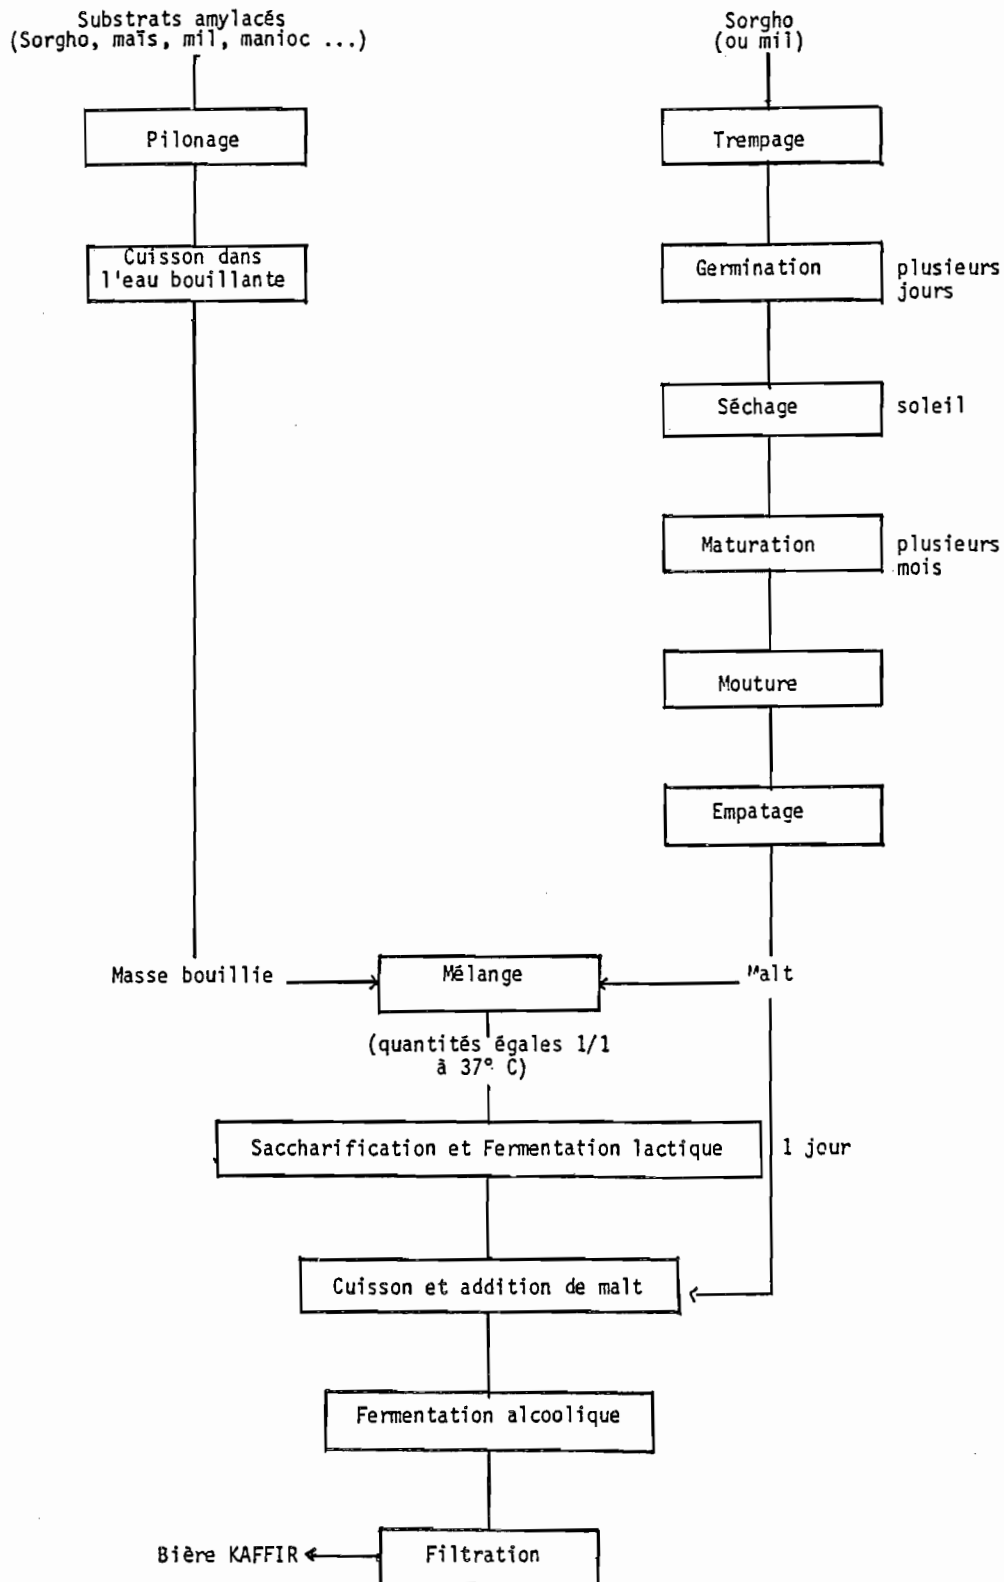 Substrats amylacés
(Sorgho, maïs, mil, manioc ...)
Sorgho
(ou mil)
Pilonage
Trempage
Cuisson dans
l'eau bouillante
Germination
plusieurs
jours
Séchage
soleil
Maturation
plusieurs
mois
Mouture
Empatage
Masse bouillie
Mélange
Malt
(quantités égales 1/1
à 37° C)
Saccharification et Fermentation lactique
1 jour
Cuisson et addition de malt
Fermentation alcoolique
Bière KAFFIR
Filtration